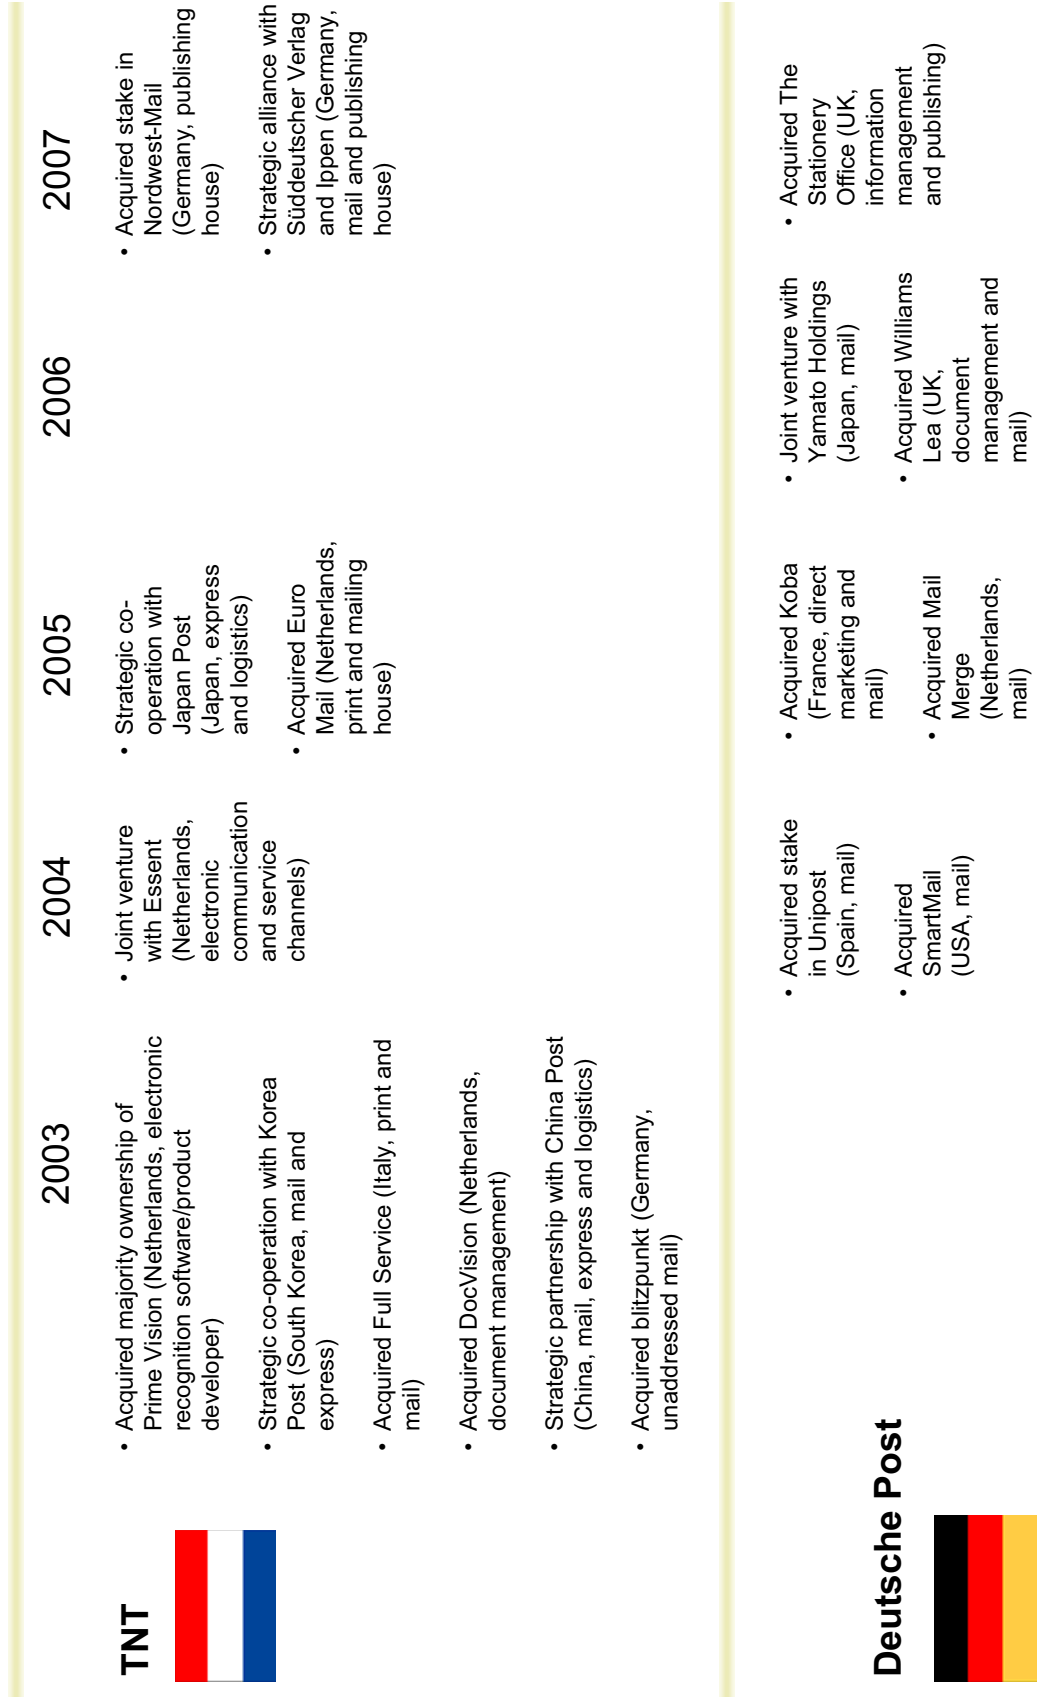 2003
2004
2005
2006
2007
TNT
• Acquired majority ownership of
Prime Vision (Netherlands, electronic
recognition software/product
developer)
• Strategic co-operation with Korea
Post (South Korea, mail and
express)
• Acquired Full Service (Italy, print and
mail)
• Acquired DocVision (Netherlands,
document management)
• Strategic partnership with China Post
(China, mail, express and logistics)
• Acquired blitzpunkt (Germany,
unaddressed mail)
• Joint venture
with Essent
(Netherlands,
electronic
communication
and service
channels)
• Strategic co-
operation with
Japan Post
(Japan, express
and logistics)
• Acquired Euro
Mail (Netherlands,
print and mailing
house)
• Acquired stake in
Nordwest-Mail
(Germany, publishing
house)
• Strategic alliance with
Süddeutscher Verlag
and Ippen (Germany,
mail and publishing
house)
Deutsche Post
• Acquired stake
in Unipost
(Spain, mail)
• Acquired
SmartMail
(USA, mail)
• Acquired Koba
(France, direct
marketing and
mail)
• Acquired Mail
Merge
(Netherlands,
mail)
• Joint venture with
Yamato Holdings
(Japan, mail)
• Acquired Williams
Lea (UK,
document
management and
mail)
• Acquired The
Stationery
Office (UK,
information
management
and publishing)